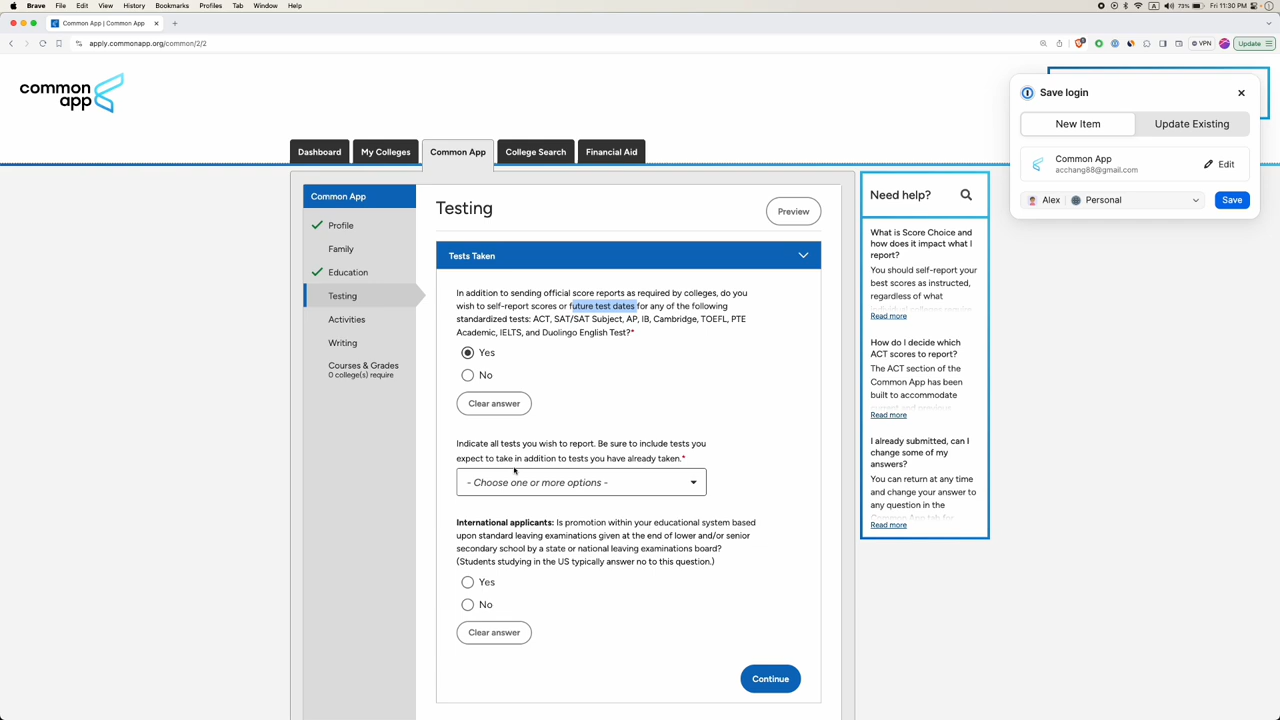 Brave File Edit View History Bookmarks Profiles Tab Window Help
A 73% Fri 11:30 PM
Common App | Common App
apply.commonapp.org/common/2/2
VPN
Update
common
app
Save login
New Item
Update Existing
Common App
acchang88@gmail.com
Edit
Alex
Personal
Save
Dashboard
My Colleges
Common App
College Search
Financial Aid
Common App
Profile
Family
Education
Testing
Activities
Writing
Courses & Grades
0 college(s) require
Testing
Preview
Tests Taken
In addition to sending official score reports as required by colleges, do you
wish to self-report scores or future test dates for any of the following
standardized tests: ACT, SAT/SAT Subject, AP, IB, Cambridge, TOEFL, PTE
Academic, IELTS, and Duolingo English Test?*
Yes
No
Clear answer
Indicate all tests you wish to report. Be sure to include tests you
expect to take in addition to tests you have already taken.*
- Choose one or more options -
International applicants: Is promotion within your educational system based
upon standard leaving examinations given at the end of lower and/or senior
secondary school by a state or national leaving examinations board?
(Students studying in the US typically answer no to this question.)
Yes
No
Clear answer
Continue
Need help?
What is Score Choice and
how does it impact what I
report?
You should self-report your
best scores as instructed,
regardless of what
individual colleges require
Read more
How do I decide which
ACT scores to report?
The ACT section of the
Common App has been
built to accommodate
current and previous
Read more
I already submitted, can I
change some of my
answers?
You can return at any time
and change your answer to
any question in the
Common App tab for
Read more